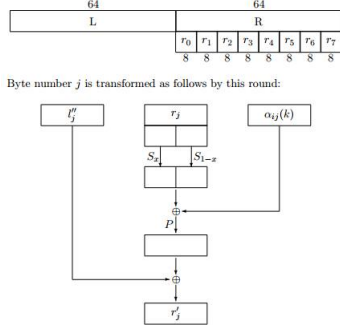 64 64
L R
r₀ r₁ r₂ r₃ r₄ r₅ r₆ r₇
8 8 8 8 8 8 8 8
Byte number j is transformed as follows by this round:
l″ⱼ rⱼ αᵢⱼ(k)
Sₓ S₁₋ₓ
⊕
P
⊕
r′ⱼ